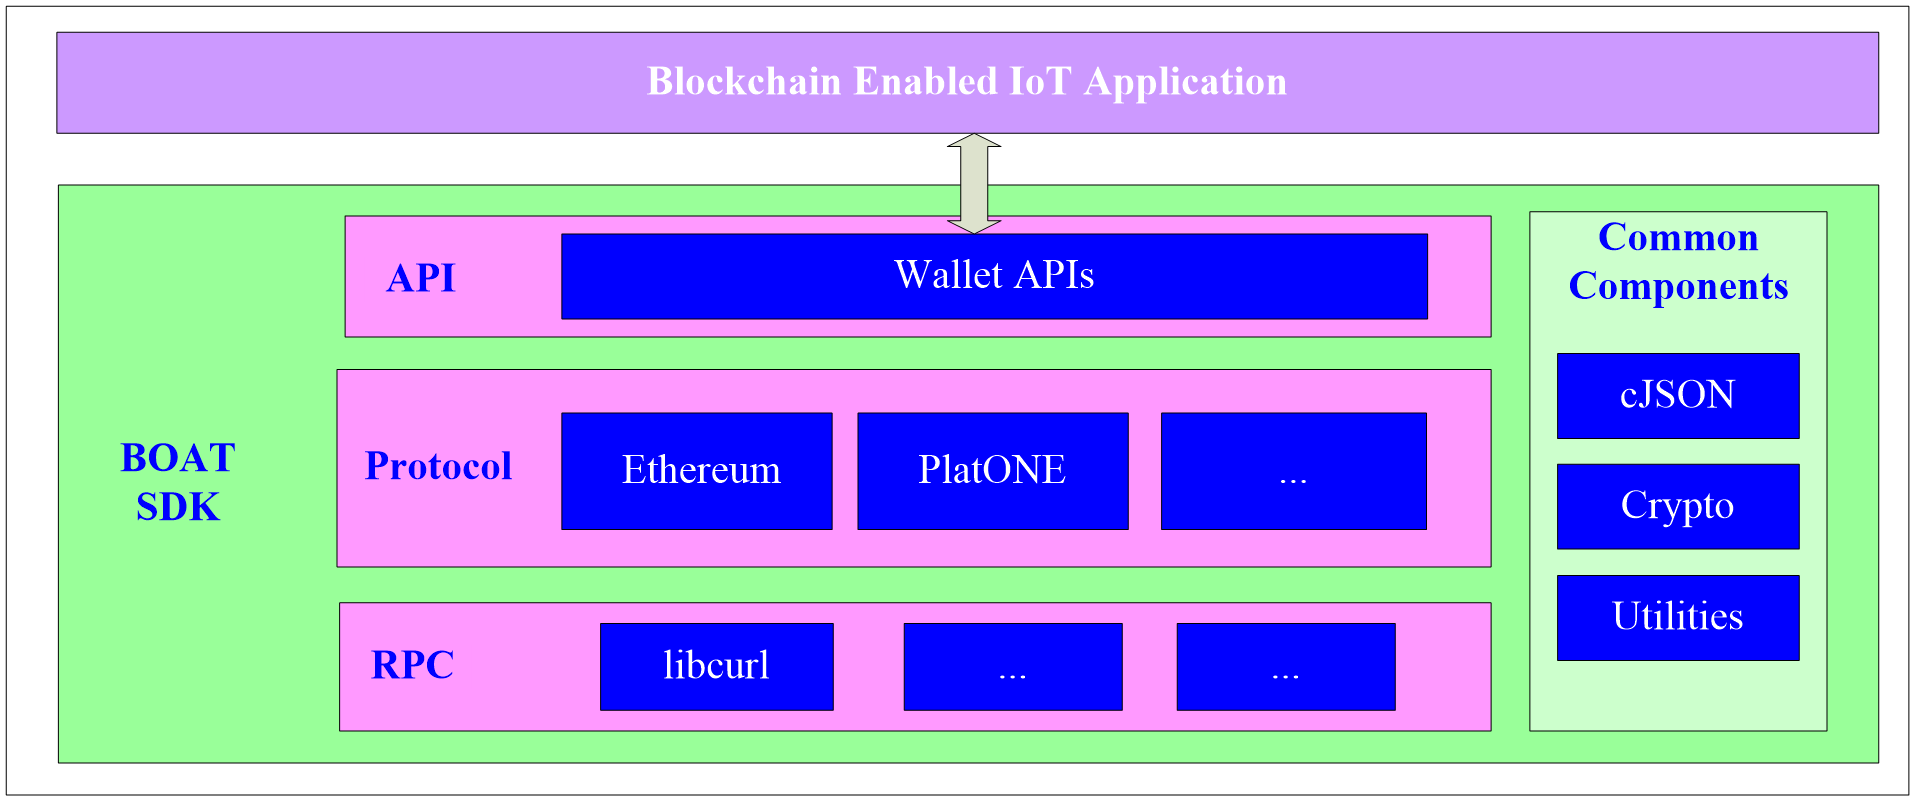 Blockchain Enabled IoT Application
API
Wallet APIs
BOAT
SDK
Protocol
Ethereum
PlatONE
...
RPC
libcurl
...
...
Common
Components
cJSON
Crypto
Utilities